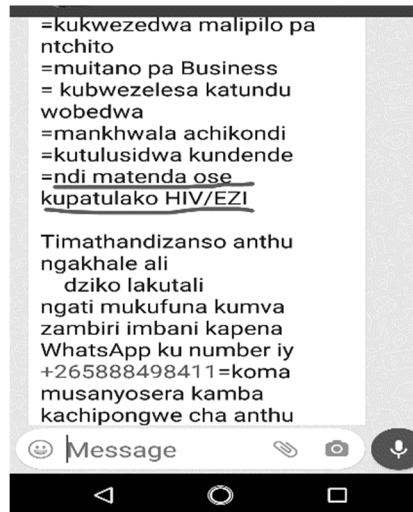 =kukwezedwa malipilo pa
ntchito
=muitano pa Business
= kubwezelesa katundu
wobedwa
=mankhwala achikondi
=kutulusidwa kundende
=ndi matenda ose
kupatulako HIV/EZI
Timathandizanso anthu
ngakhale ali
dziko lakutali
ngati mukufuna kumva
zambiri imbani kapena
WhatsApp ku number iy
+265888498411=koma
musanyosera kamba
kachipongwe cha anthu
Message